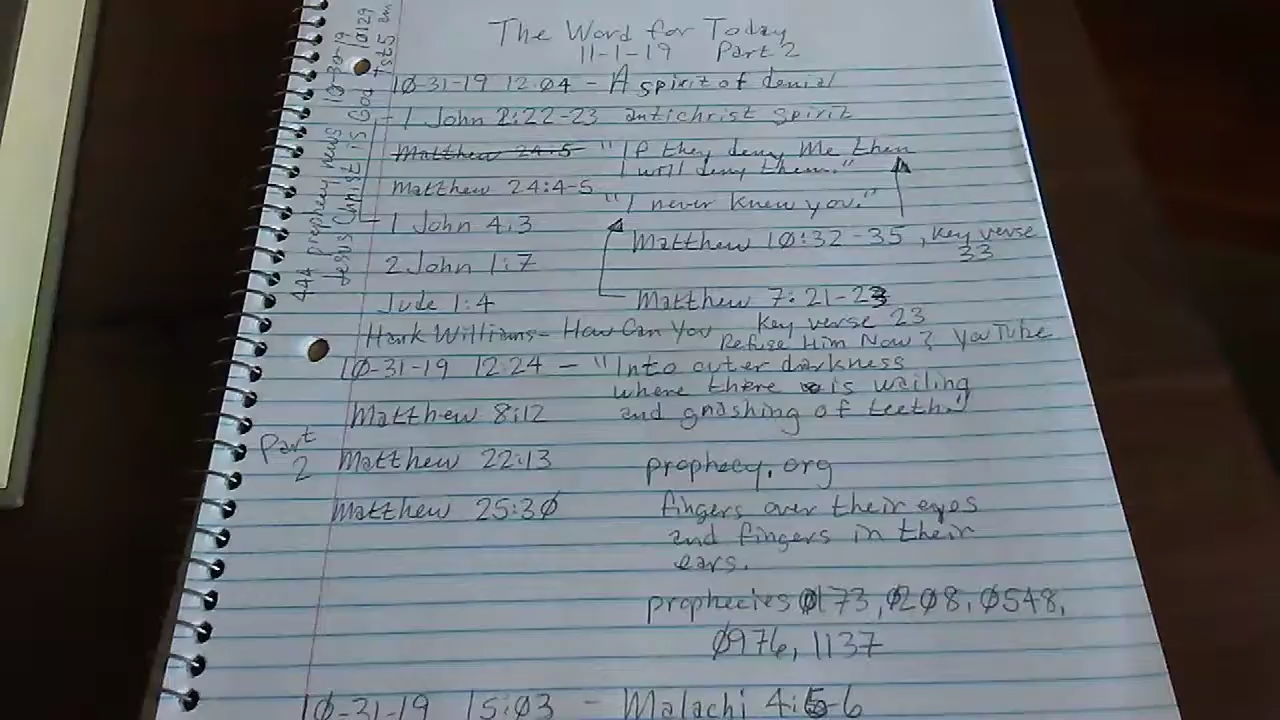 The Word for Today
11-1-19 Part 2
10-31-19 12:04 - A spirit of denial
1 John 2:22-23 antichrist spirit
Matthew 24:5 "If they deny Me then
I will deny them."
Matthew 24:4-5
"I never knew you."
1 John 4:3
Matthew 10:32-35, key verse
33
2 John 1:7
Jude 1:4
Matthew 7:21-23
key verse 23
Hank Williams - How Can You
Refuse Him Now? YouTube
10-31-19 12:24 - "Into outer darkness
where there is wailing
and gnashing of teeth."
Matthew 8:12
Part
2
Matthew 22:13
prophecy.org
Matthew 25:30
fingers over their eyes
and fingers in their
ears.
prophecies 0173, 0208, 0548,
0976, 1137
10-31-19 15:03 - Malachi 4:5-6
444 prophecy news
Jesus Christ is God